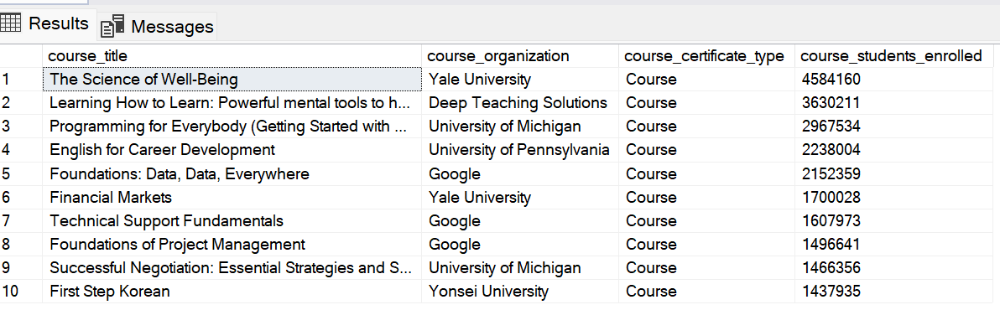 Results Messages
course_title course_organization course_certificate_type course_students_enrolled
1 The Science of Well-Being Yale University Course 4584160
2 Learning How to Learn: Powerful mental tools to h... Deep Teaching Solutions Course 3630211
3 Programming for Everybody (Getting Started with ... University of Michigan Course 2967534
4 English for Career Development University of Pennsylvania Course 2238004
5 Foundations: Data, Data, Everywhere Google Course 2152359
6 Financial Markets Yale University Course 1700028
7 Technical Support Fundamentals Google Course 1607973
8 Foundations of Project Management Google Course 1496641
9 Successful Negotiation: Essential Strategies and S... University of Michigan Course 1466356
10 First Step Korean Yonsei University Course 1437935